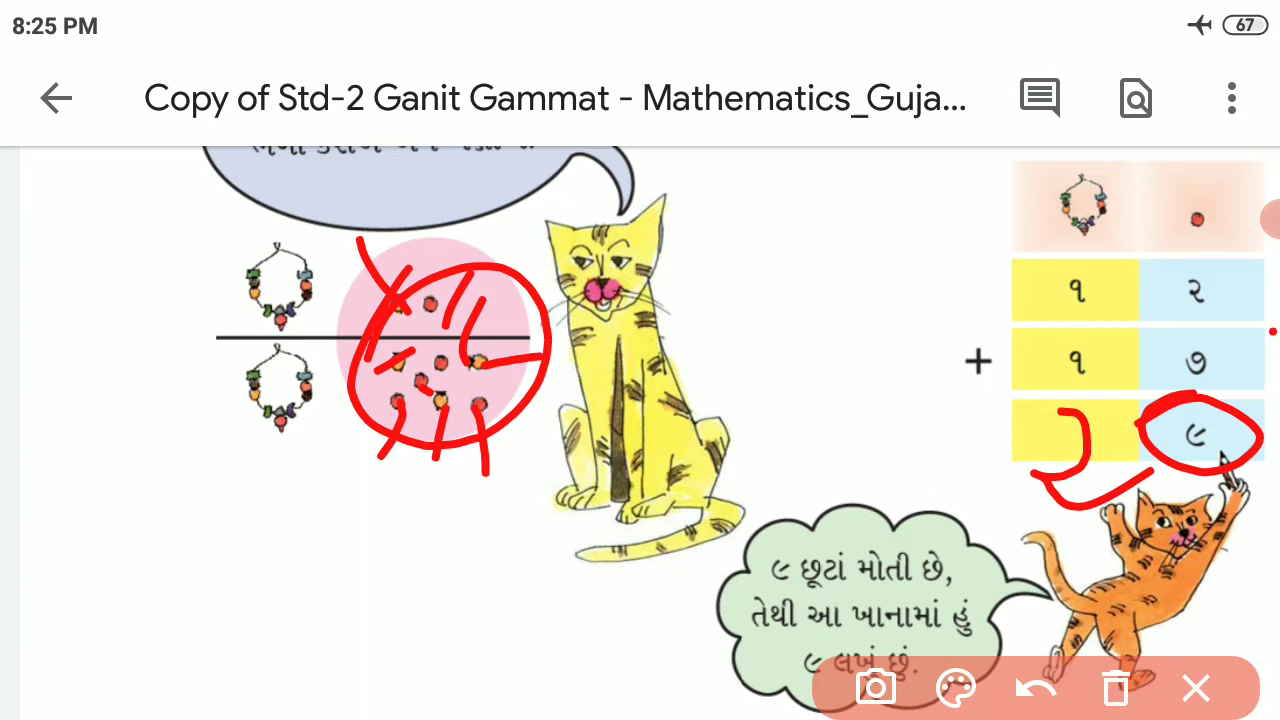 8:25 PM
67
Copy of Std-2 Ganit Gammat - Mathematics_Guja...
૧ ૨
+ ૧ ૭
૨ ૯
૯ છૂટાં મોતી છે,
તેથી આ ખાનામાં હું
૯ લખું છું.